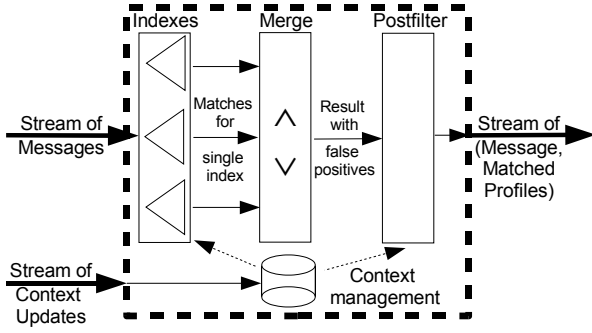 Indexes
Merge
Postfilter
Stream of
Messages
Matches
for
single
index
∧
∨
Result
with
false
positives
Stream of
(Message,
Matched
Profiles)
Stream of
Context
Updates
Context
management